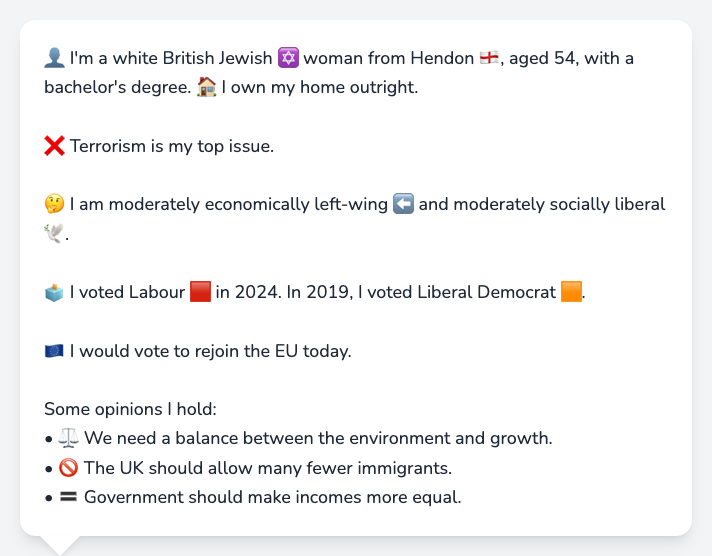 👤 I'm a white British Jewish ✡️ woman from Hendon 🏴󠁧󠁢󠁥󠁮󠁧󠁿, aged 54, with a
bachelor's degree. 🏠 I own my home outright.
❌ Terrorism is my top issue.
🤔 I am moderately economically left-wing ⬅️ and moderately socially liberal
🕊️.
🗳️ I voted Labour 🟥 in 2024. In 2019, I voted Liberal Democrat 🟧.
🇪🇺 I would vote to rejoin the EU today.
Some opinions I hold:
• ⚖️ We need a balance between the environment and growth.
• 🚫 The UK should allow many fewer immigrants.
• 🟰 Government should make incomes more equal.